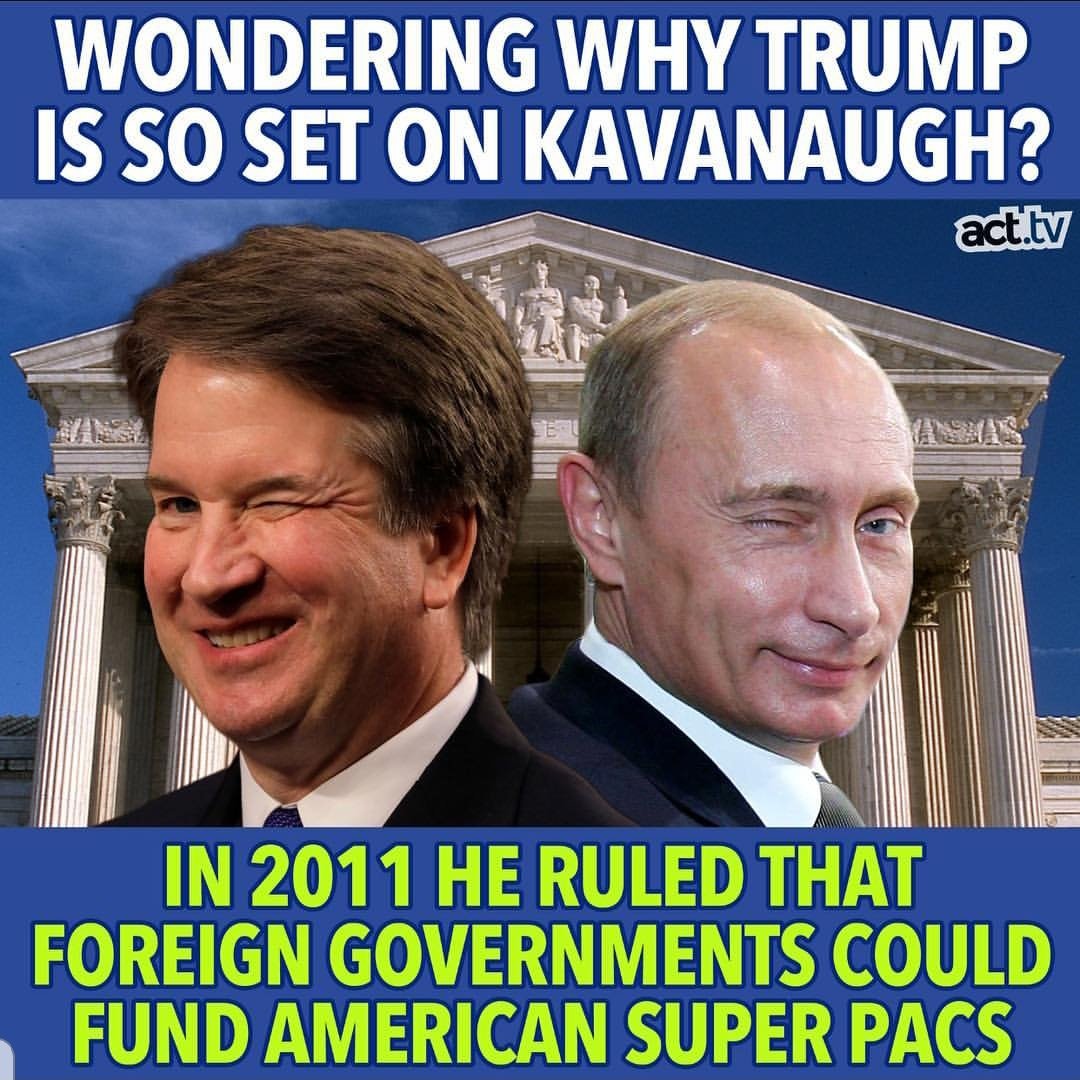 WONDERING WHY TRUMP
IS SO SET ON KAVANAUGH?
act.tv
IN 2011 HE RULED THAT
FOREIGN GOVERNMENTS COULD
FUND AMERICAN SUPER PACS